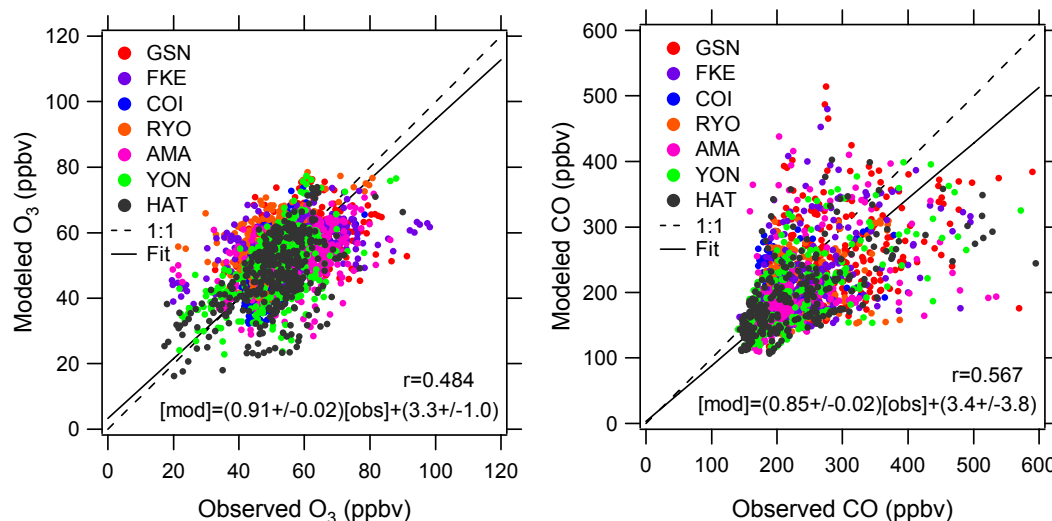 120
100
80
60
40
20
0
Modeled O3 (ppbv)
GSN
FKE
COI
RYO
AMA
YON
HAT
1:1
Fit
r=0.484
[mod]=(0.91+/-0.02)[obs]+(3.3+/-1.0)
0 20 40 60 80 100 120
Observed O3 (ppbv)
600
500
400
300
200
100
0
Modeled CO (ppbv)
GSN
FKE
COI
RYO
AMA
YON
HAT
1:1
Fit
r=0.567
[mod]=(0.85+/-0.02)[obs]+(3.4+/-3.8)
0 100 200 300 400 500 600
Observed CO (ppbv)